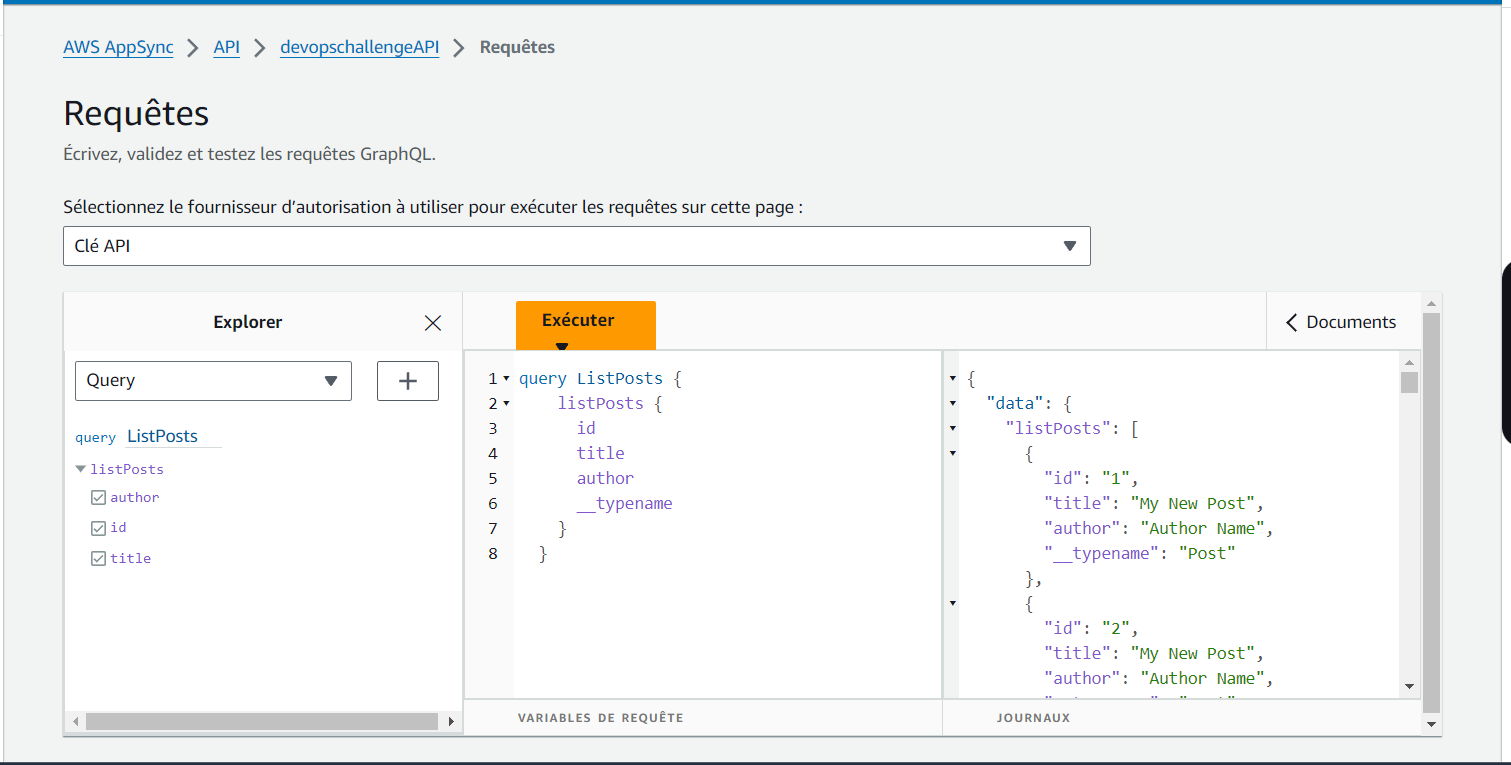 AWS AppSync > API > devopschallengeAPI > Requêtes
Requêtes
Écrivez, validez et testez les requêtes GraphQL.
Sélectionnez le fournisseur d’autorisation à utiliser pour exécuter les requêtes sur cette page :
Clé API
Explorer
Query
query ListPosts
listPosts
author
id
title
Exécuter
Documents
1 query ListPosts {
2 listPosts {
3 id
4 title
5 author
6 __typename
7 }
8 }
{
"data": {
"listPosts": [
{
"id": "1",
"title": "My New Post",
"author": "Author Name",
"__typename": "Post"
},
{
"id": "2",
"title": "My New Post",
"author": "Author Name",
VARIABLES DE REQUÊTE
JOURNAUX